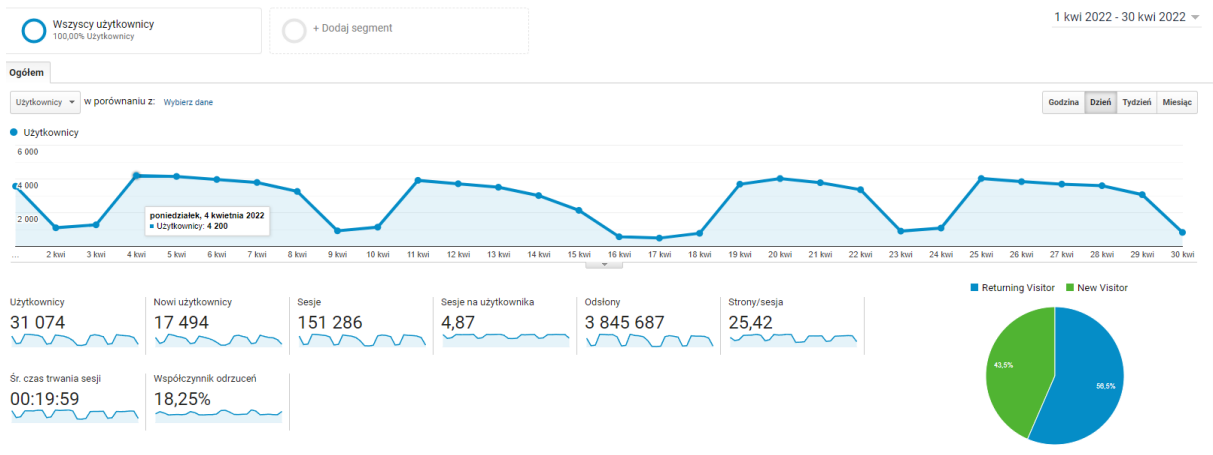 Wszyscy użytkownicy
100,00% Użytkownicy
+ Dodaj segment
1 kwi 2022 - 30 kwi 2022
Ogółem
Użytkownicy w porównaniu z: Wybierz dane
Godzina Dzień Tydzień Miesiąc
Użytkownicy
6 000
4 000
2 000
poniedziałek, 4 kwietnia 2022
Użytkownicy: 4 200
... 2 kwi 3 kwi 4 kwi 5 kwi 6 kwi 7 kwi 8 kwi 9 kwi 10 kwi 11 kwi 12 kwi 13 kwi 14 kwi 15 kwi 16 kwi 17 kwi 18 kwi 19 kwi 20 kwi 21 kwi 22 kwi 23 kwi 24 kwi 25 kwi 26 kwi 27 kwi 28 kwi 29 kwi 30 kwi
Returning Visitor New Visitor
Użytkownicy
31 074
Nowi użytkownicy
17 494
Sesje
151 286
Sesje na użytkownika
4,87
Odsłony
3 845 687
Strony/sesja
25,42
Śr. czas trwania sesji
00:19:59
Współczynnik odrzuceń
18,25%
43,5%
56,5%